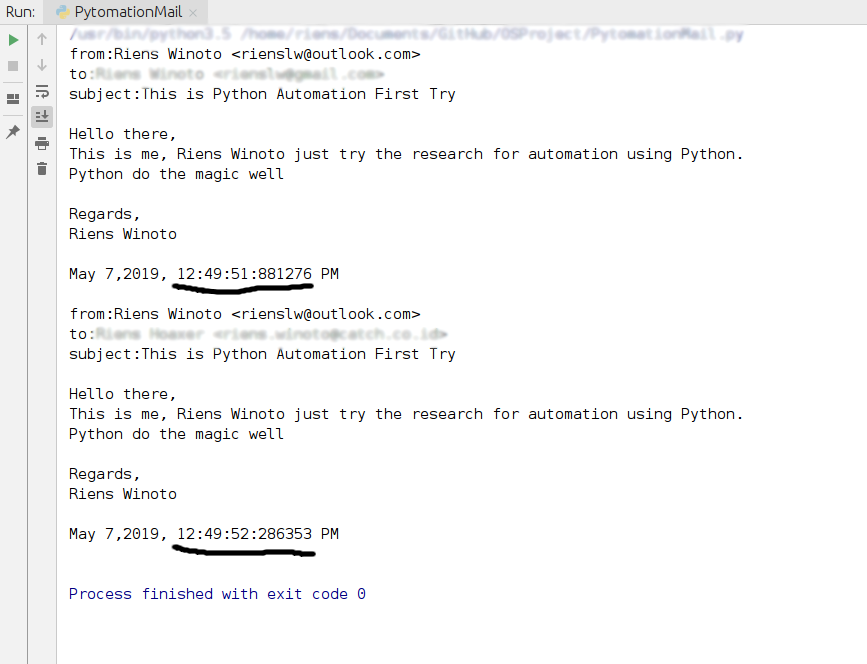 Run: PytomationMail
/usr/bin/python3.5 /home/riens/Documents/GitHub/OSProject/PytomationMail.py
from:Riens Winoto <rienslw@outlook.com>
to:
subject:This is Python Automation First Try
Hello there,
This is me, Riens Winoto just try the research for automation using Python.
Python do the magic well
Regards,
Riens Winoto
May 7,2019, 12:49:51:881276 PM
from:Riens Winoto <rienslw@outlook.com>
to:
subject:This is Python Automation First Try
Hello there,
This is me, Riens Winoto just try the research for automation using Python.
Python do the magic well
Regards,
Riens Winoto
May 7,2019, 12:49:52:286353 PM
Process finished with exit code 0